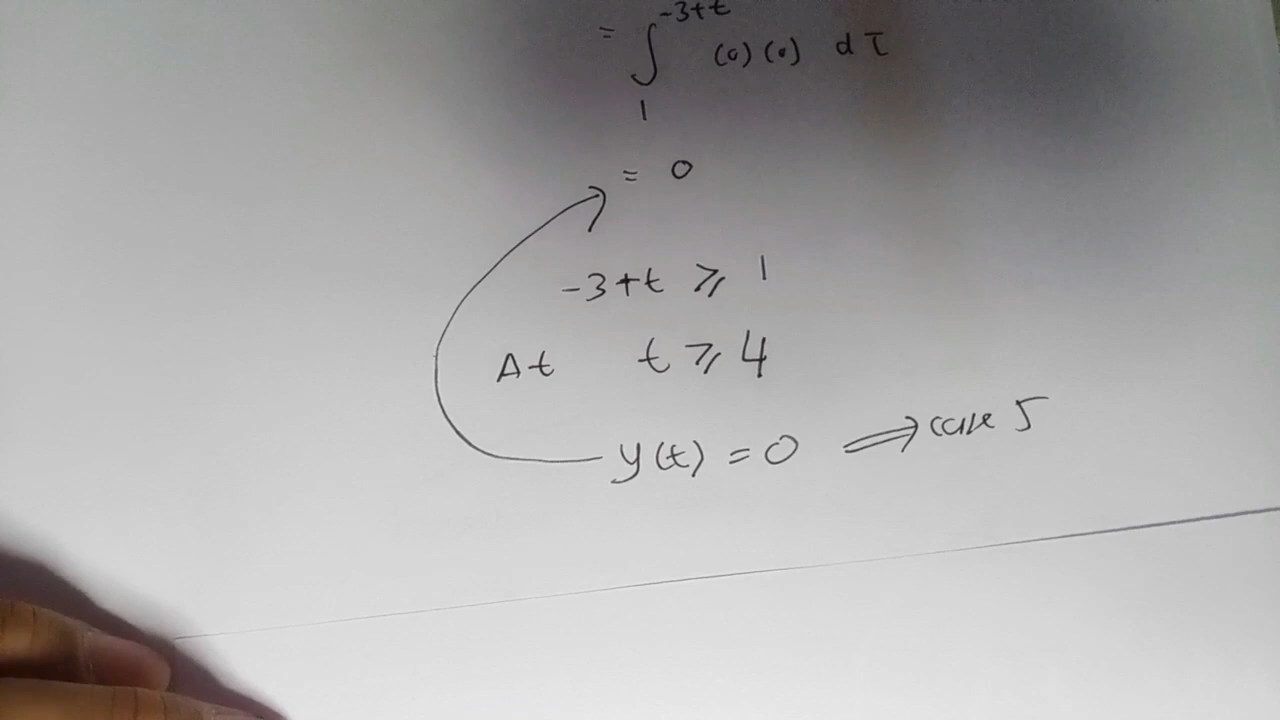 = ∫₁^(-3+t) (0)(0) dτ
= 0
-3+t ≥ 1
At t ≥ 4
y(t) = 0 ⟹ case 5